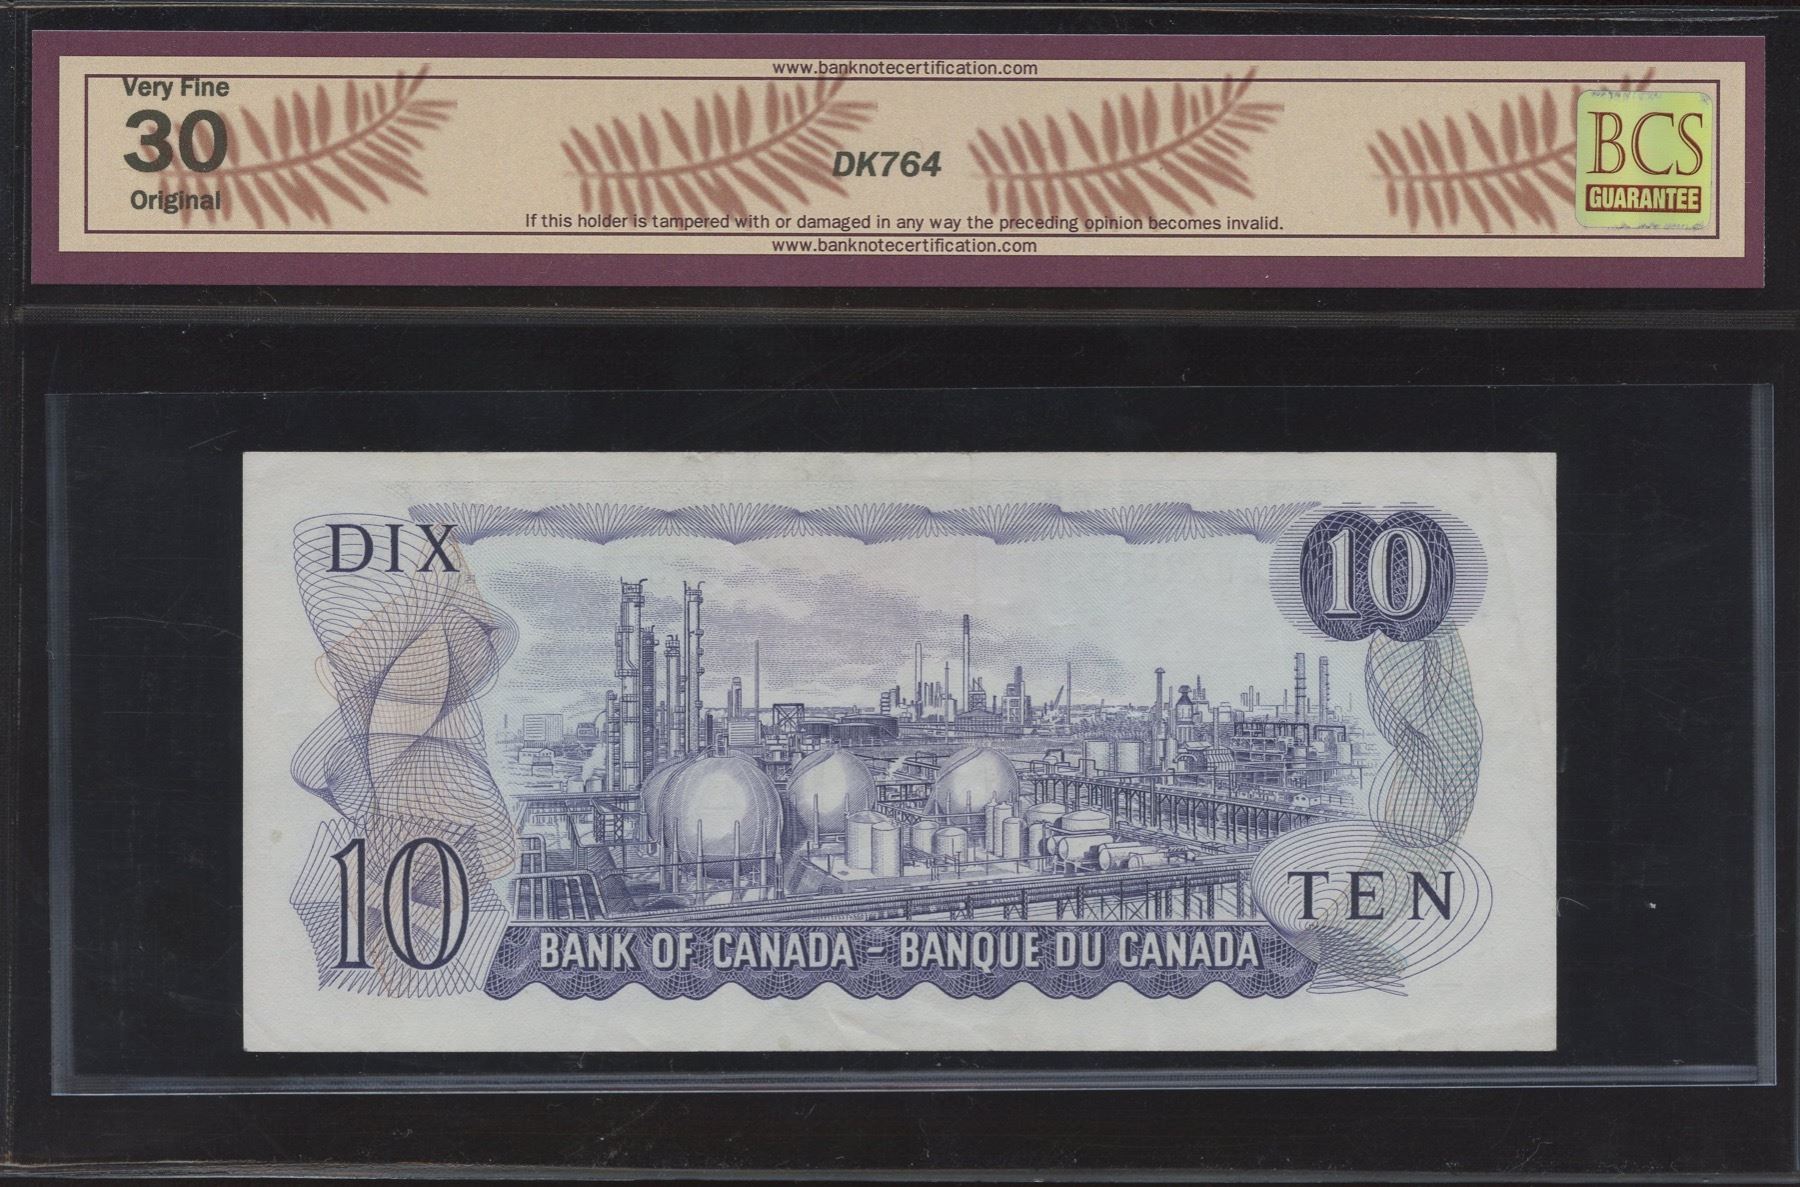 www.banknotecertification.com
Very Fine
30
Original
DK764
BCS
GUARANTEE
If this holder is tampered with or damaged in any way the preceding opinion becomes invalid.
www.banknotecertification.com
DIX
10
10
TEN
BANK OF CANADA - BANQUE DU CANADA